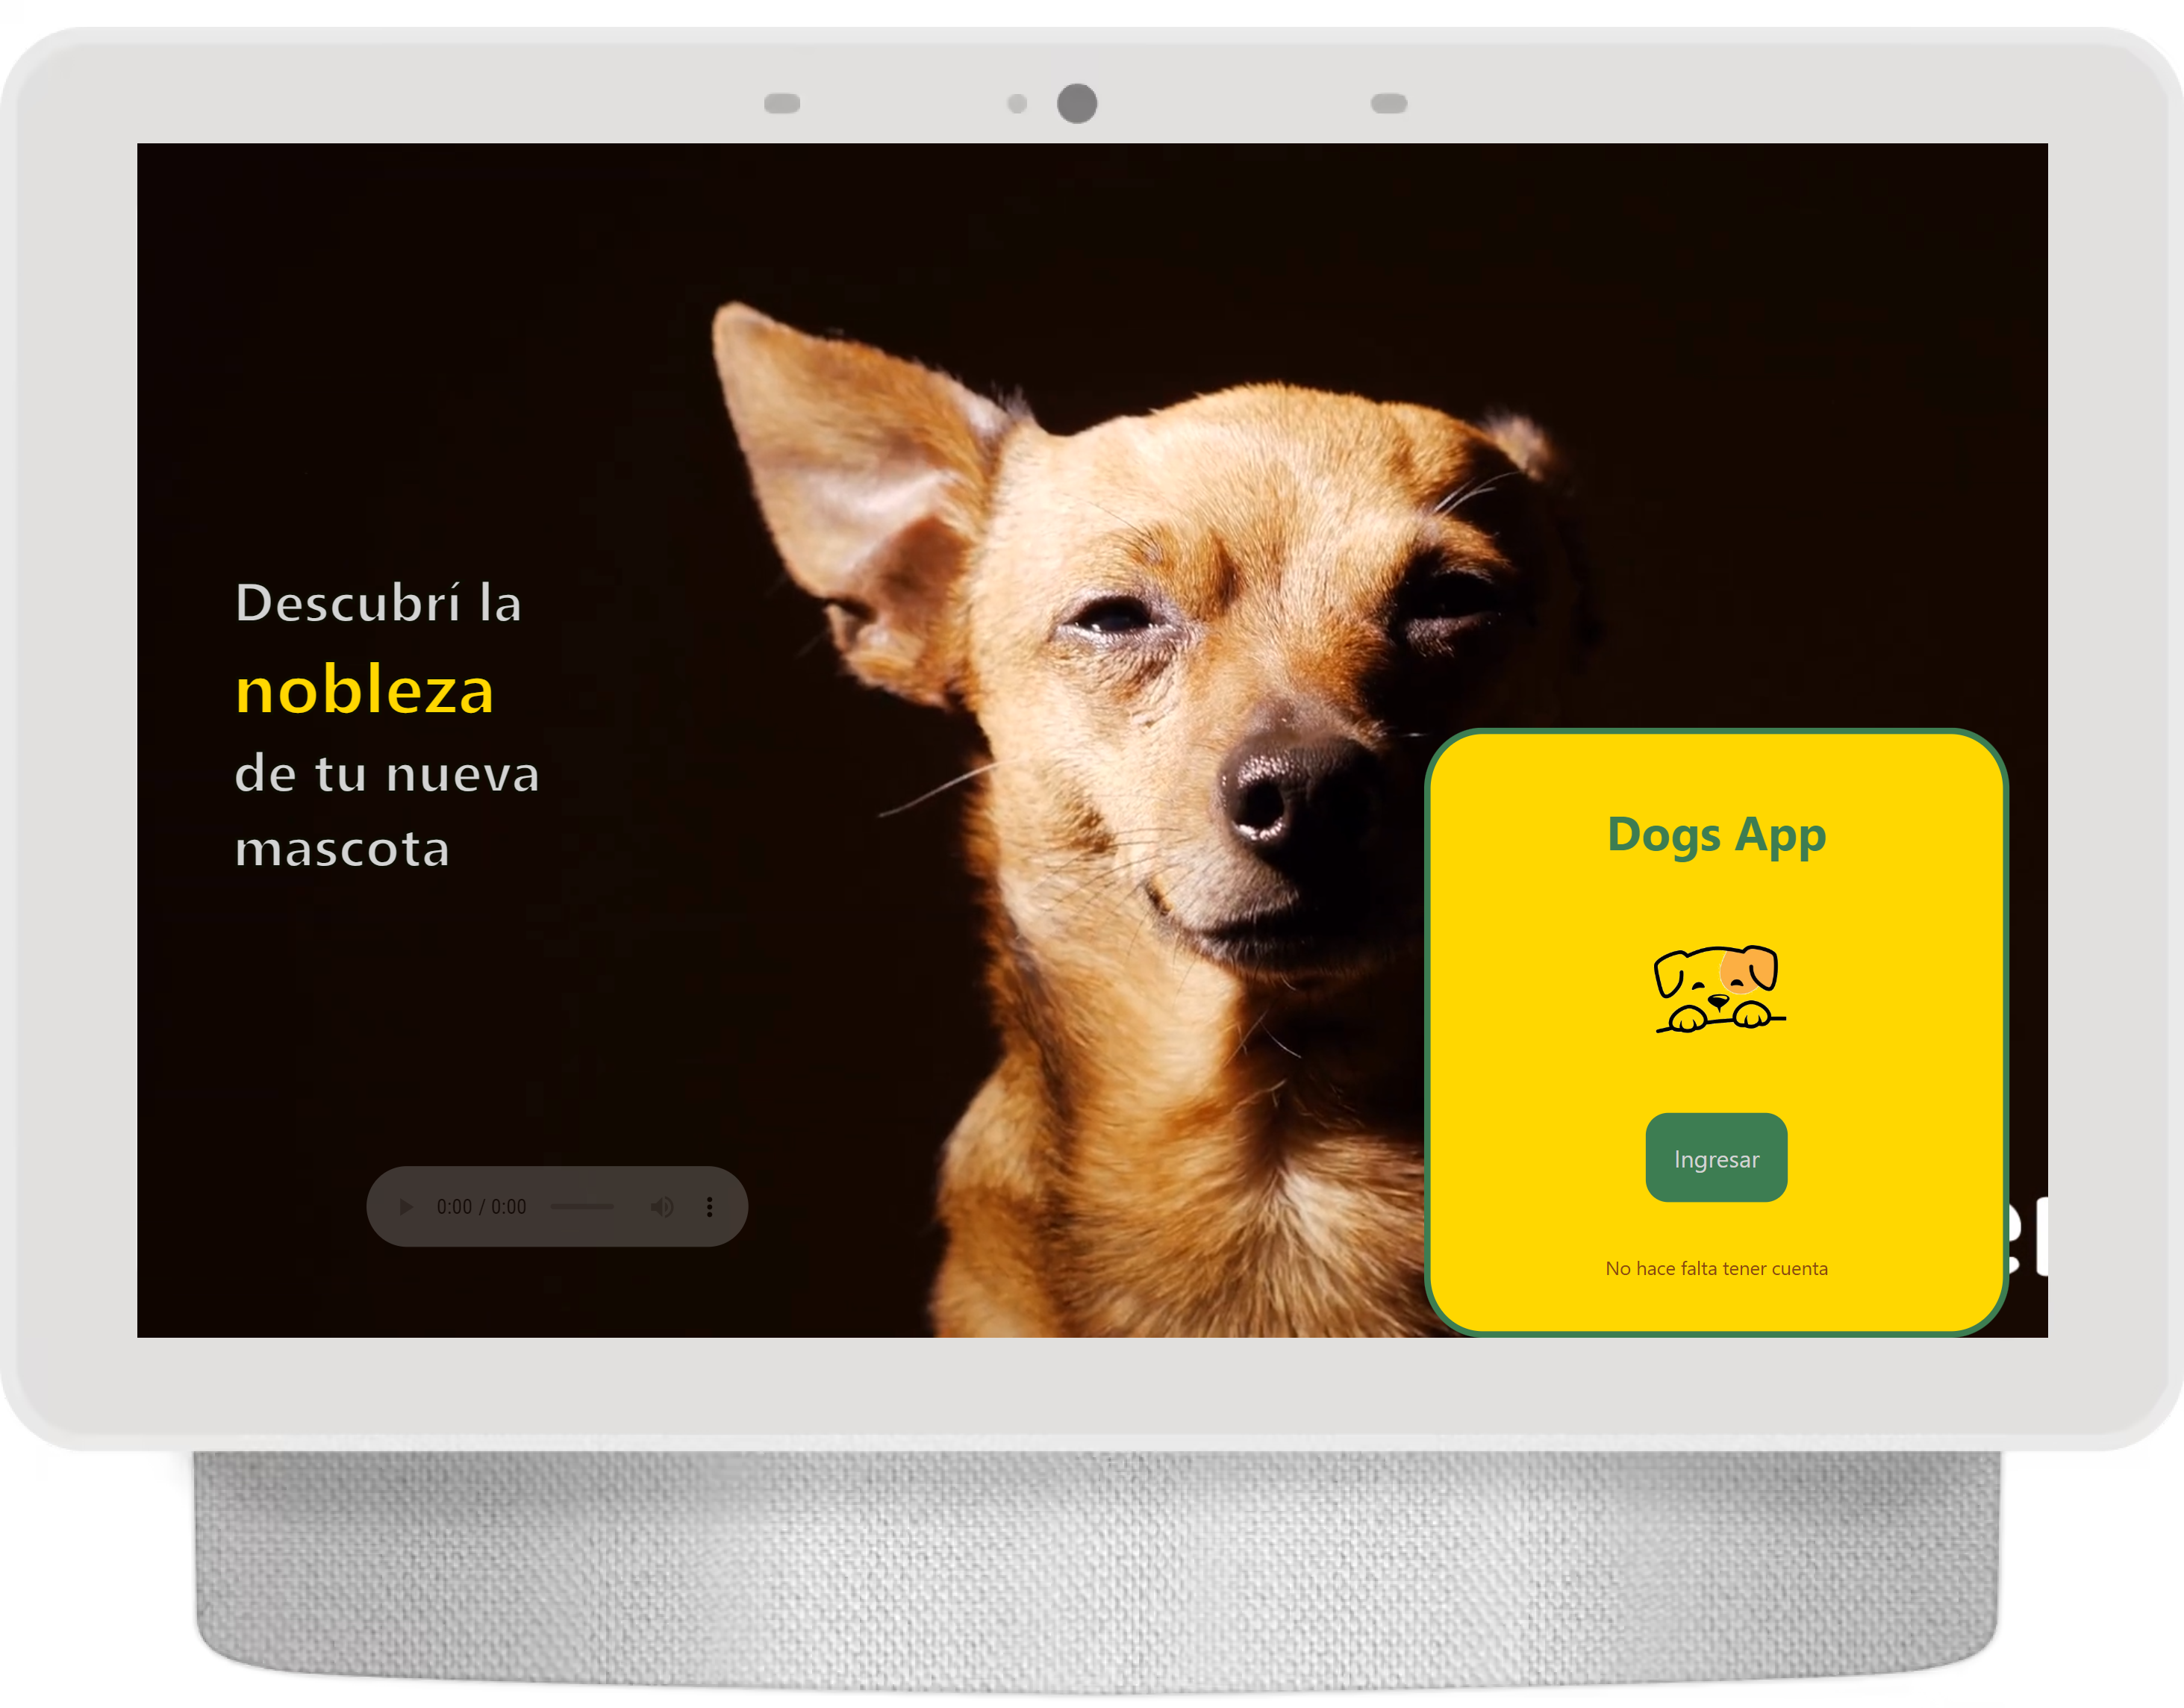 Descubrí la
nobleza
de tu nueva
mascota
0:00 / 0:00
Dogs App
Ingresar
No hace falta tener cuenta